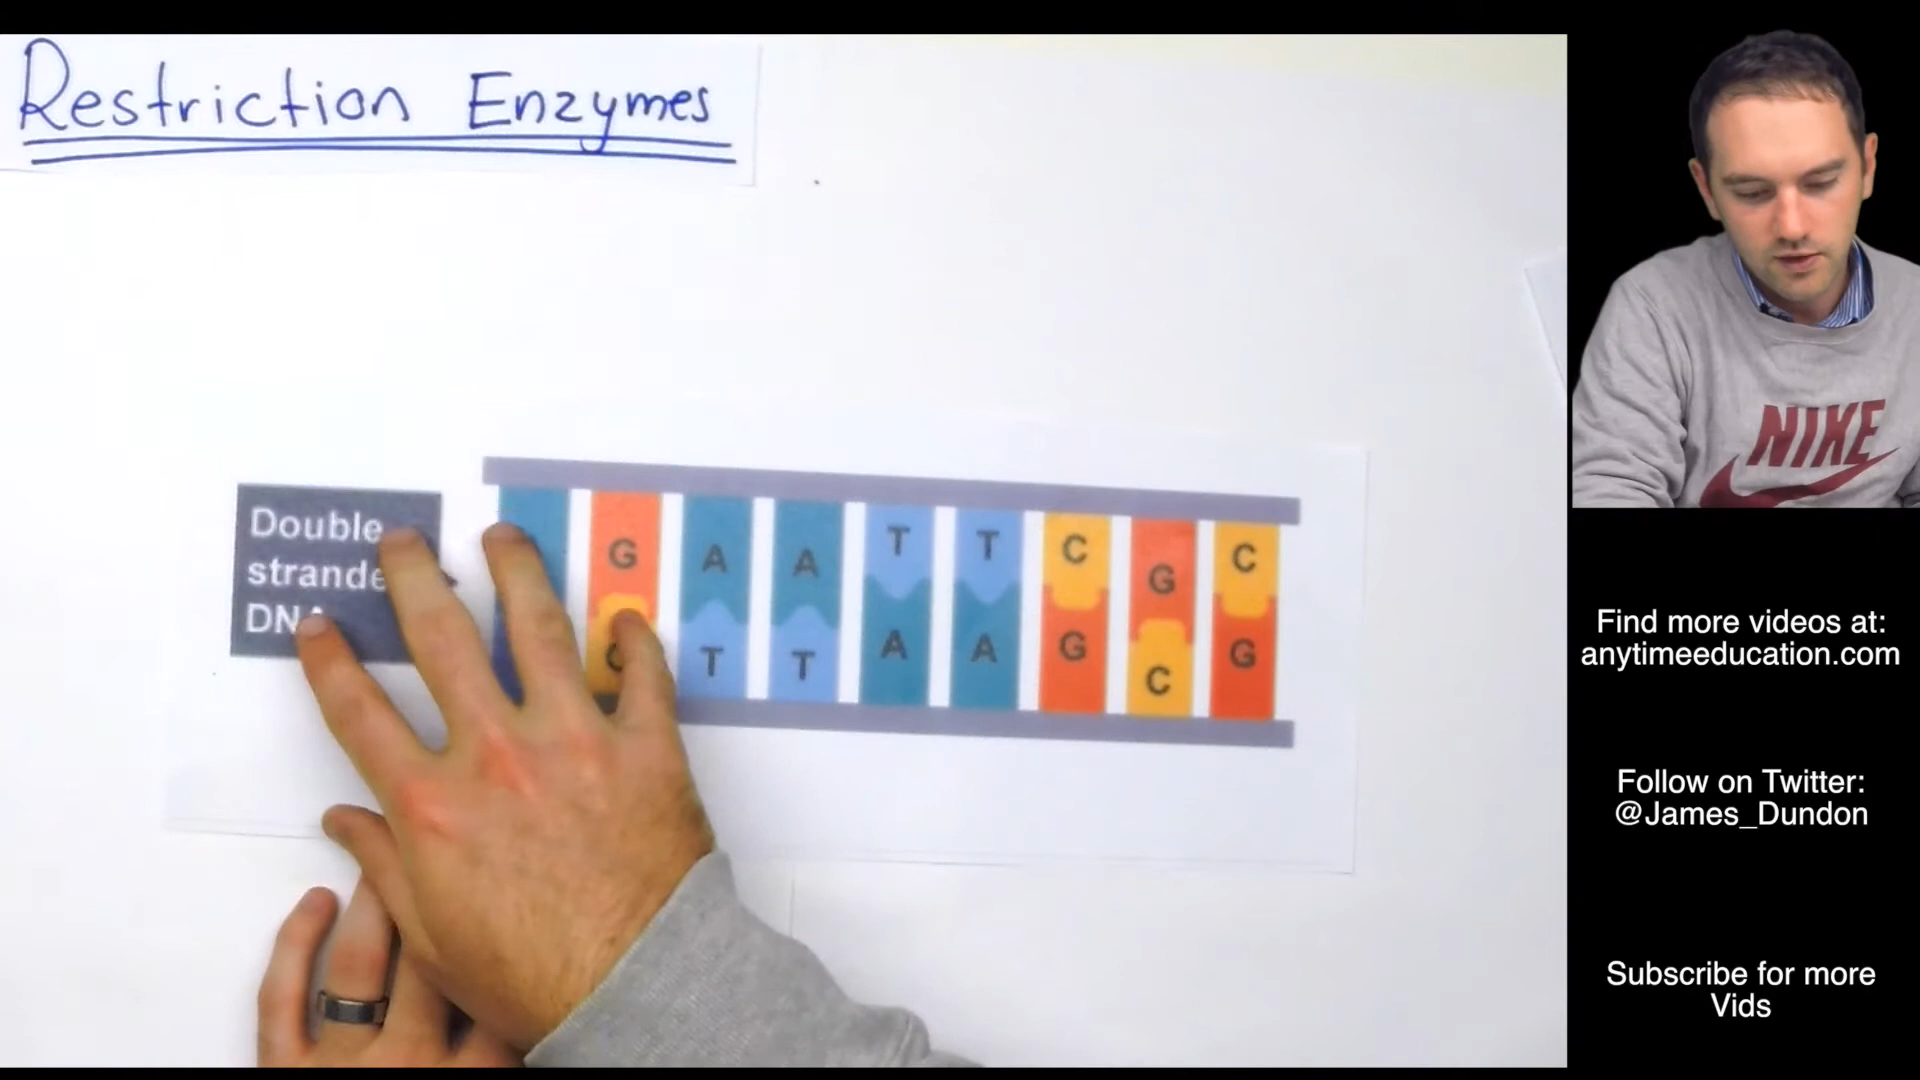 Restriction Enzymes
Double
strande
DNA
G A A T T C G C
T T A A G C G
NIKE
Find more videos at:
anytimeeducation.com
Follow on Twitter:
@James_Dundon
Subscribe for more
Vids